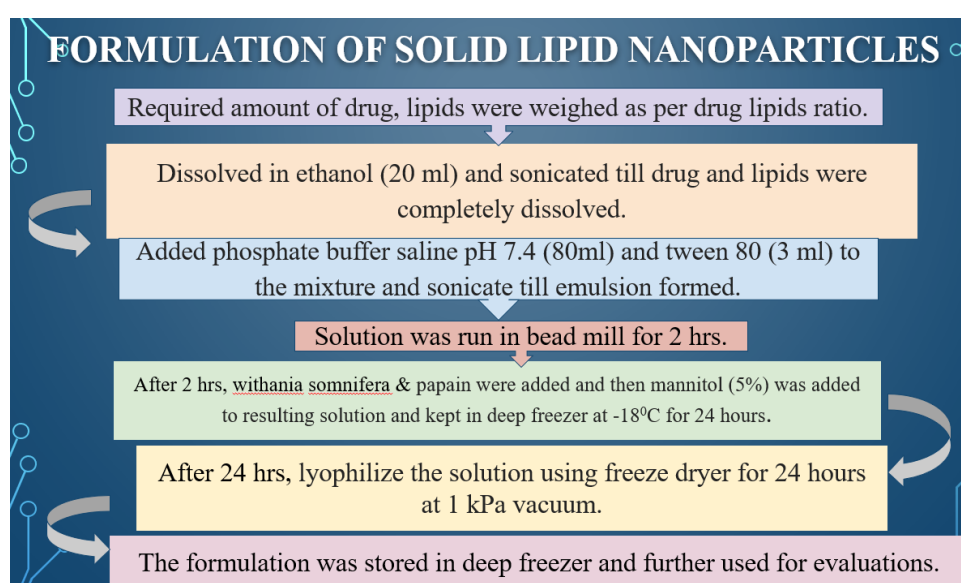 FORMULATION OF SOLID LIPID NANOPARTICLES
Required amount of drug, lipids were weighed as per drug lipids ratio.
Dissolved in ethanol (20 ml) and sonicated till drug and lipids were
completely dissolved.
Added phosphate buffer saline pH 7.4 (80ml) and tween 80 (3 ml) to
the mixture and sonicate till emulsion formed.
Solution was run in bead mill for 2 hrs.
After 2 hrs, withania somnifera & papain were added and then mannitol (5%) was added
to resulting solution and kept in deep freezer at -18⁰C for 24 hours.
After 24 hrs, lyophilize the solution using freeze dryer for 24 hours
at 1 kPa vacuum.
The formulation was stored in deep freezer and further used for evaluations.